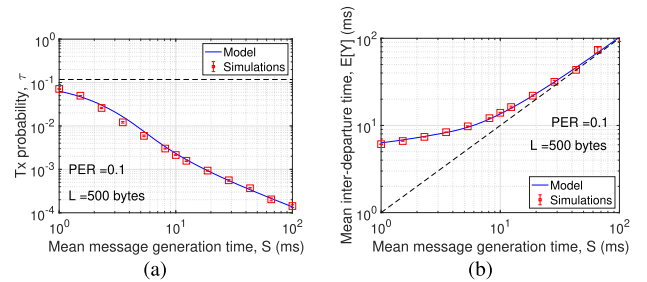 10^0
10^-1
10^-2
10^-3
10^-4
Tx probability, τ
Model
Simulations
PER =0.1
L =500 bytes
10^0
10^1
10^2
Mean message generation time, S (ms)
(a)
10^2
10^1
10^0
Mean inter-departure time, E[Y] (ms)
PER =0.1
L =500 bytes
Model
Simulations
10^0
10^1
10^2
Mean message generation time, S (ms)
(b)